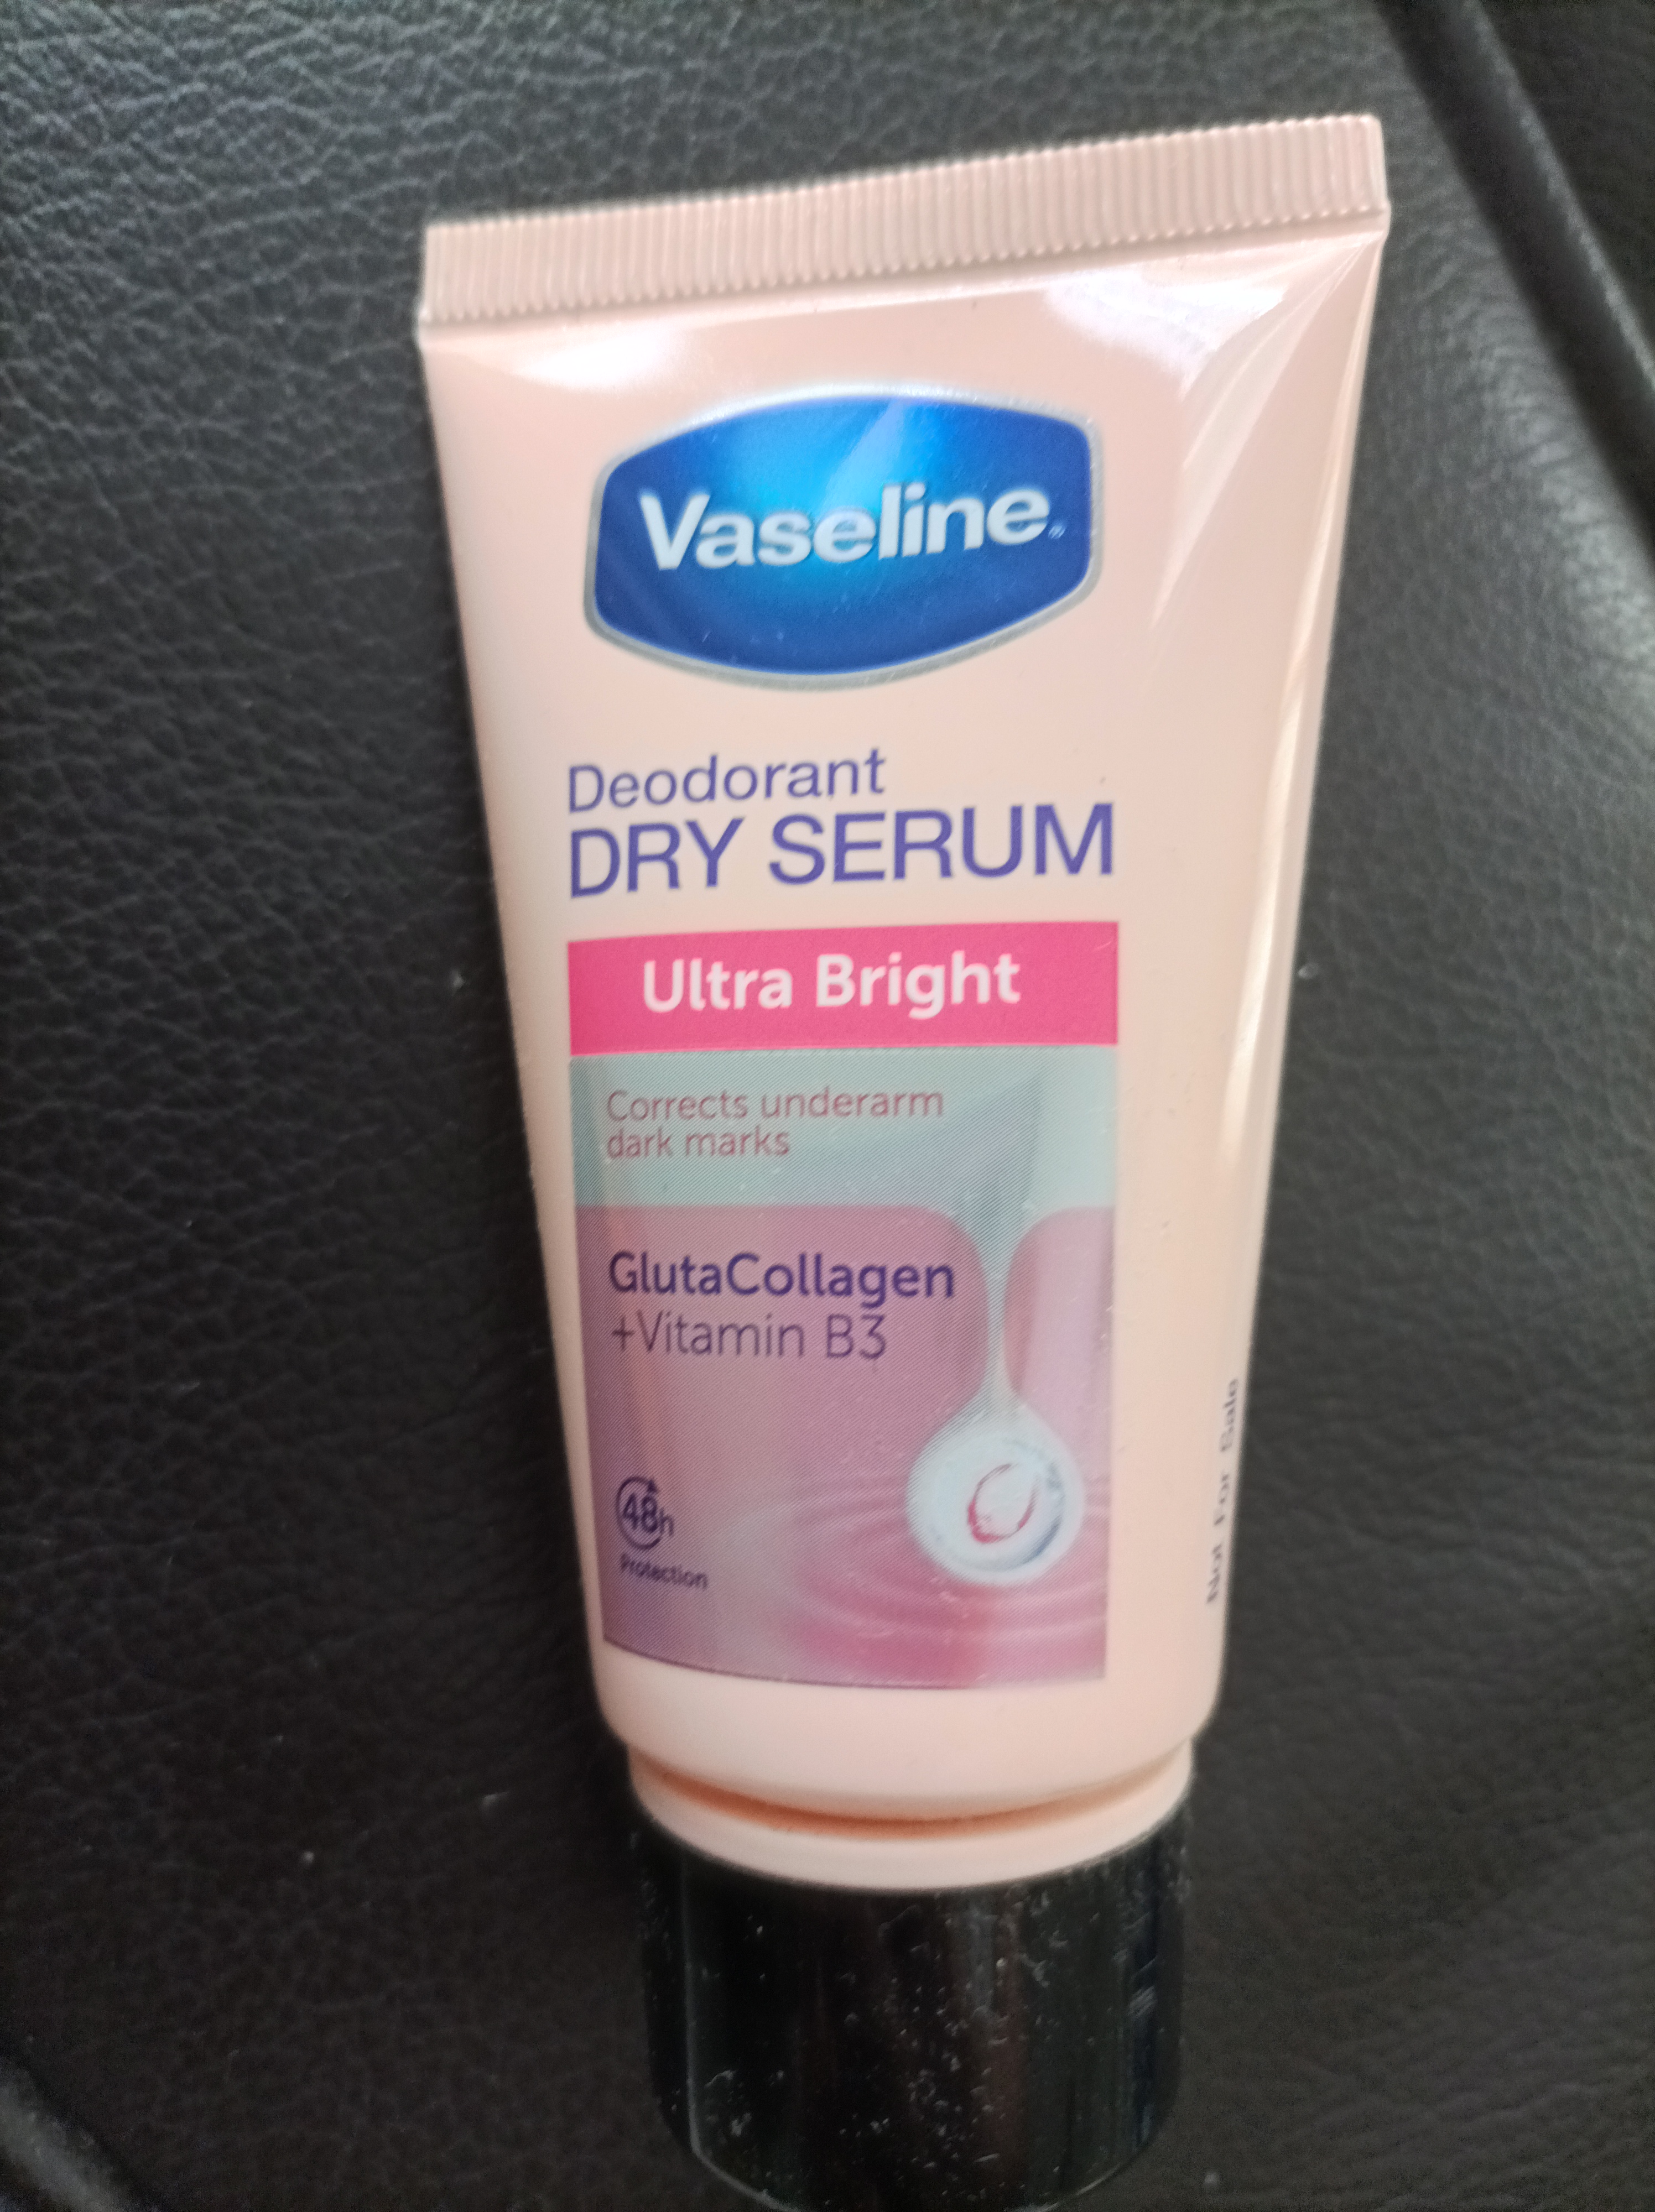 Vaseline®
Deodorant
DRY SERUM
Ultra Bright
Corrects underarm
dark marks
GlutaCollagen
+Vitamin B3
48h
Protection
Not For Sale